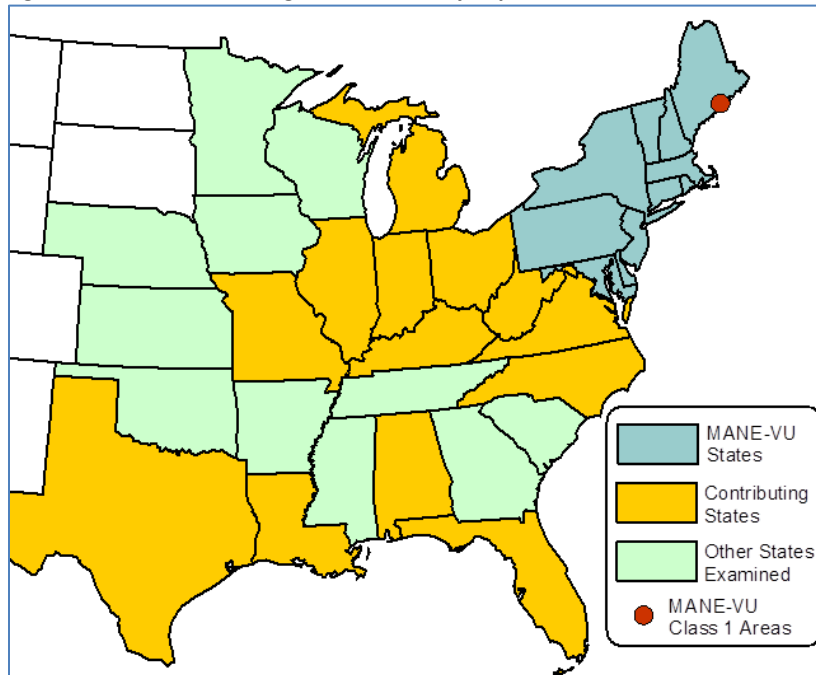 MANE-VU
States
Contributing
States
Other States
Examined
MANE-VU
Class 1 Areas